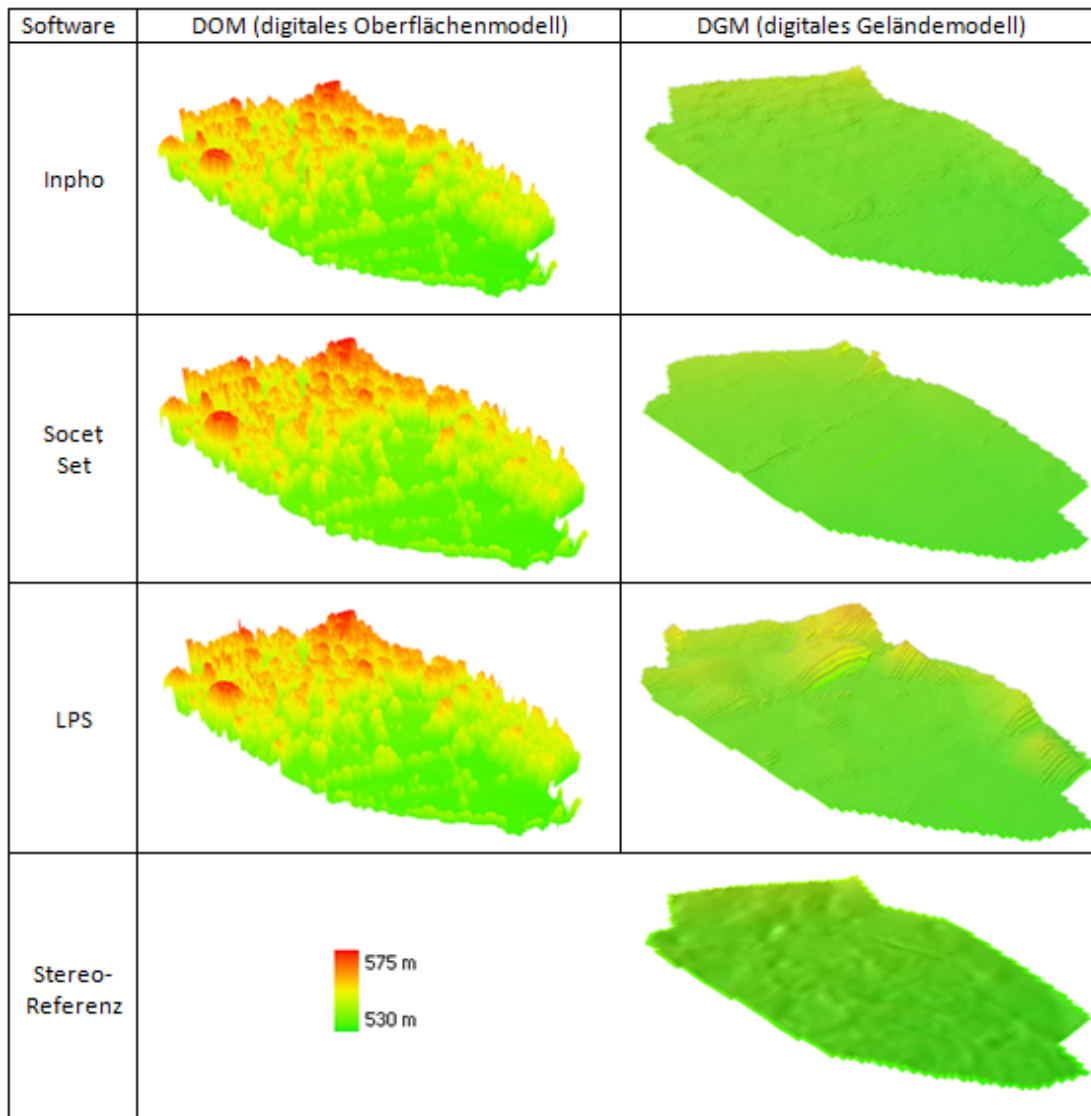 Software DOM (digitales Oberflächenmodell) DGM (digitales Geländemodell)
Inpho
Socet
Set
LPS
Stereo-
Referenz
575 m
530 m